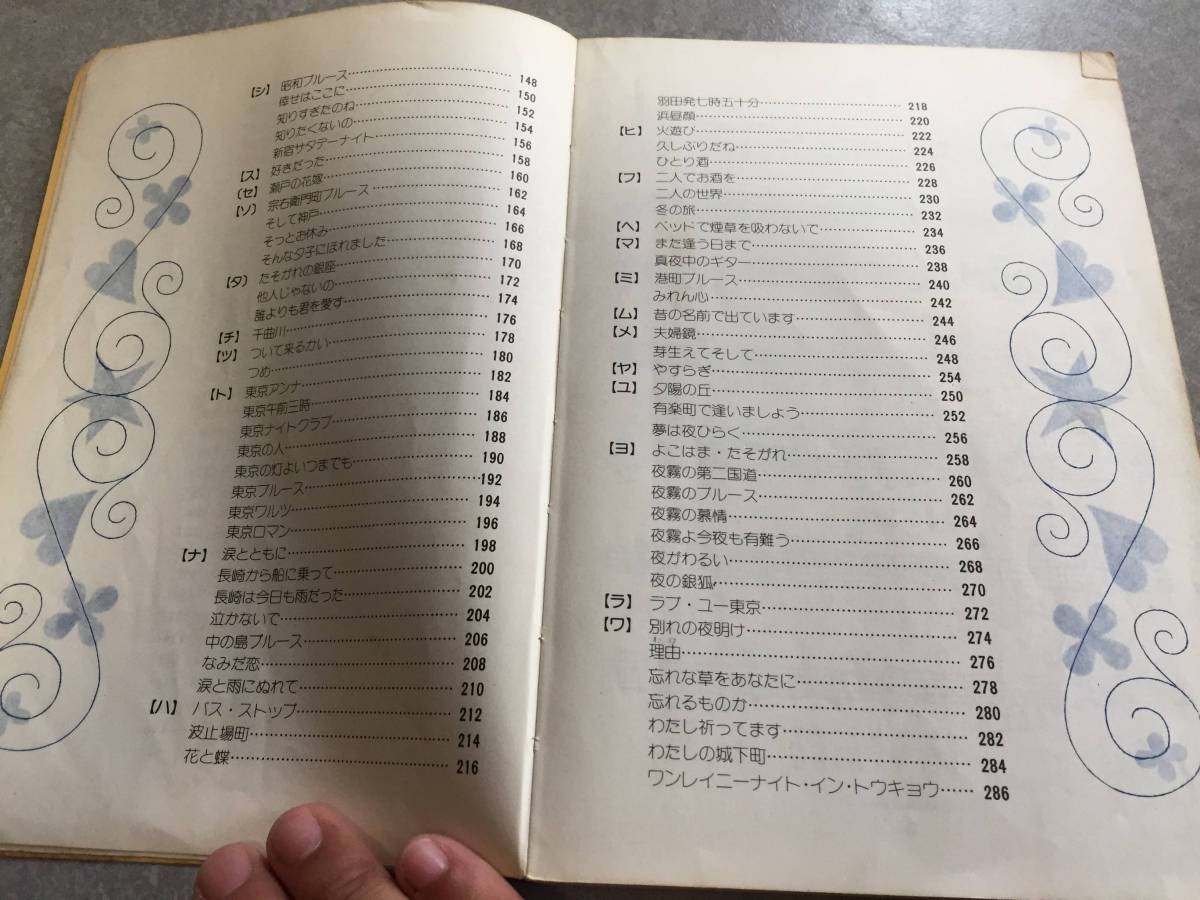 【シ】 昭和ブルース 148
倖せはここに 150
知りすぎたのね 152
知りたくないの 154
新宿サタデーナイト 156
【ス】 好きだった 158
【セ】 瀬戸の花嫁 160
【ソ】 宗右衛門町ブルース 162
そして神戸 164
そっとお休み 166
そんな夕子にほれました 168
【タ】 たそがれの銀座 170
他人じゃないの 172
誰よりも君を愛す 174
【チ】 千曲川 176
【ツ】 ついて来るかい 178
つめ 180
【ト】 東京アンナ 182
東京午前三時 184
東京ナイトクラブ 186
東京の人 188
東京の灯よいつまでも 190
東京ブルース 192
東京ワルツ 194
東京ロマン 196
【ナ】 涙とともに 198
長崎から船に乗って 200
長崎は今日も雨だった 202
泣かないで 204
中の島ブルース 206
なみだ恋 208
涙と雨にぬれて 210
【ハ】 バス・ストップ 212
波止場町 214
花と蝶 216
羽田発七時五十分 218
浜昼顔 220
【ヒ】 火遊び 222
久しぶりだね 224
ひとり酒 226
【フ】 二人でお酒を 228
二人の世界 230
冬の旅 232
【ヘ】 ベッドで煙草を吸わないで 234
【マ】 また逢う日まで 236
真夜中のギター 238
【ミ】 港町ブルース 240
みれん心 242
【ム】 昔の名前で出ています 244
【メ】 夫婦鏡 246
芽生えてそして 248
【ヤ】 やすらぎ 254
【ユ】 夕陽の丘 250
有楽町で逢いましょう 252
夢は夜ひらく 256
【ヨ】 よこはま・たそがれ 258
夜霧の第二国道 260
夜霧のブルース 262
夜霧の慕情 264
夜霧よ今夜も有難う 266
夜がわるい 268
夜の銀狐 270
【ラ】 ラブ・ユー東京 272
【ワ】 別れの夜明け 274
理由 276
忘れな草をあなたに 278
忘れるものか 280
わたし祈ってます 282
わたしの城下町 284
ワンレイニーナイト・イン・トウキョウ 286